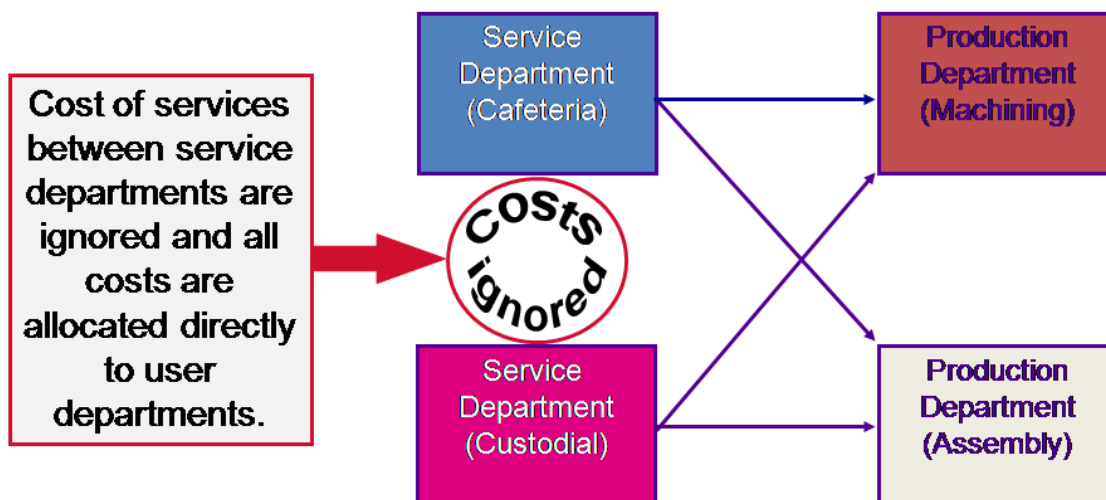 Cost of services
between service
departments are
ignored and all
costs are
allocated directly
to user
departments.
Service
Department
(Cafeteria)
Costs
ignored
Service
Department
(Custodial)
Production
Department
(Machining)
Production
Department
(Assembly)